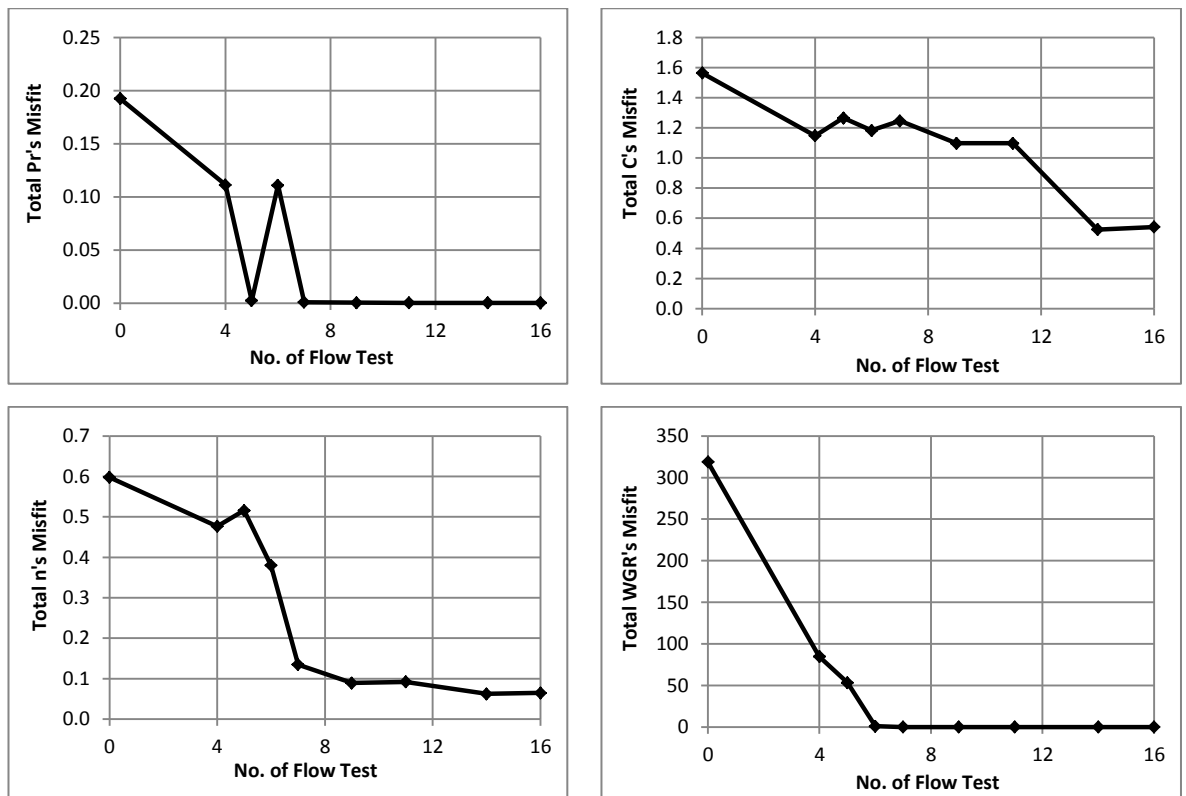 Total Pr's Misfit
0.25
0.20
0.15
0.10
0.05
0.00
0 4 8 12 16
No. of Flow Test
Total C's Misfit
1.8
1.6
1.4
1.2
1.0
0.8
0.6
0.4
0.2
0.0
0 4 8 12 16
No. of Flow Test
Total n's Misfit
0.7
0.6
0.5
0.4
0.3
0.2
0.1
0.0
0 4 8 12 16
No. of Flow Test
Total WGR's Misfit
350
300
250
200
150
100
50
0
0 4 8 12 16
No. of Flow Test